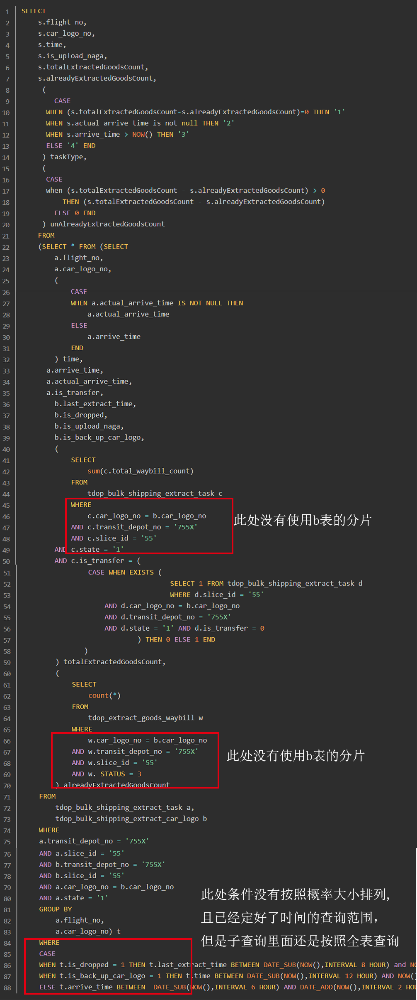 1 SELECT
2 s.flight_no,
3 s.car_logo_no,
4 s.time,
5 s.is_upload_naga,
6 s.totalExtractedGoodsCount,
7 s.alreadyExtractedGoodsCount,
8 (
9 CASE
10 WHEN (s.totalExtractedGoodsCount-s.alreadyExtractedGoodsCount)=0 THEN '1'
11 WHEN s.actual_arrive_time is not null THEN '2'
12 WHEN s.arrive_time > NOW() THEN '3'
13 ELSE '4' END
14 ) taskType,
15 (
16 CASE
17 when (s.totalExtractedGoodsCount - s.alreadyExtractedGoodsCount) > 0
18 THEN (s.totalExtractedGoodsCount - s.alreadyExtractedGoodsCount)
19 ELSE 0 END
20 ) unAlreadyExtractedGoodsCount
21 FROM
22 (SELECT * FROM (SELECT
23 a.flight_no,
24 a.car_logo_no,
25 (
26 CASE
27 WHEN a.actual_arrive_time IS NOT NULL THEN
28 a.actual_arrive_time
29 ELSE
30 a.arrive_time
31 END
32 ) time,
33 a.arrive_time,
34 a.actual_arrive_time,
35 a.is_transfer,
36 b.last_extract_time,
37 b.is_dropped,
38 b.is_upload_naga,
39 b.is_back_up_car_logo,
40 (
41 SELECT
42 sum(c.total_waybill_count)
43 FROM
44 tdop_bulk_shipping_extract_task c
45 WHERE
46 c.car_logo_no = b.car_logo_no
此处没有使用b表的分片
47 AND c.transit_depot_no = '755X'
48 AND c.slice_id = '55'
49 AND c.state = '1'
50 AND c.is_transfer = (
51 CASE WHEN EXISTS (
52 SELECT 1 FROM tdop_bulk_shipping_extract_task d
53 WHERE d.slice_id = '55'
54 AND d.car_logo_no = b.car_logo_no
55 AND d.transit_depot_no = '755X'
56 AND d.state = '1' AND d.is_transfer = 0
57 ) THEN 0 ELSE 1 END
58 )
59 ) totalExtractedGoodsCount,
60 (
61 SELECT
62 count(*)
63 FROM
64 tdop_extract_goods_waybill w
65 WHERE
66 w.car_logo_no = b.car_logo_no
67 AND w.transit_depot_no = '755X'
此处没有使用b表的分片
68 AND w.slice_id = '55'
69 AND w. STATUS = 3
70 ) alreadyExtractedGoodsCount
71 FROM
72 tdop_bulk_shipping_extract_task a,
73 tdop_bulk_shipping_extract_car_logo b
74 WHERE
75 a.transit_depot_no = '755X'
76 AND a.slice_id = '55'
77 AND b.transit_depot_no = '755X'
78 AND b.slice_id = '55'
79 AND a.car_logo_no = b.car_logo_no
80 AND a.state = '1'
此处条件没有按照概率大小排列,
81 GROUP BY
82 a.flight_no,
且已经定好了时间的查询范围,
83 a.car_logo_no) t
84 WHERE
但是子查询里面还是按照全表查询
85 CASE
86 WHEN t.is_dropped = 1 THEN t.last_extract_time BETWEEN DATE_SUB(NOW(),INTERVAL 8 HOUR) and NO
87 WHEN t.is_back_up_car_logo = 1 THEN t.time BETWEEN DATE_SUB(NOW(),INTERVAL 12 HOUR) AND NOW()
88 ELSE t.arrive_time BETWEEN DATE_SUB(NOW(),INTERVAL 6 HOUR) AND DATE_ADD(NOW(),INTERVAL 2 HOU